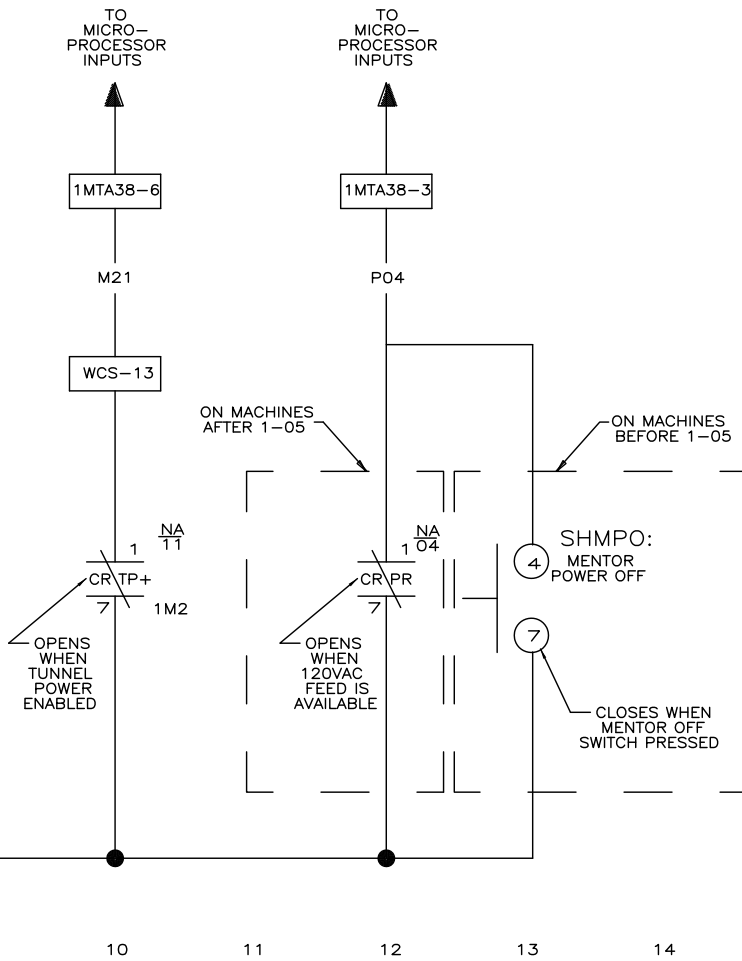 TO
MICRO-
PROCESSOR
INPUTS
TO
MICRO-
PROCESSOR
INPUTS
1MTA38-6
1MTA38-3
M21
P04
WCS-13
ON MACHINES
AFTER 1-05
ON MACHINES
BEFORE 1-05
1
NA
11
CR TP+
7
1M2
OPENS
WHEN
TUNNEL
POWER
ENABLED
1
NA
04
CR PR
7
OPENS
WHEN
120VAC
FEED IS
AVAILABLE
4
SHMPO:
MENTOR
POWER OFF
7
CLOSES WHEN
MENTOR OFF
SWITCH PRESSED
10
11
12
13
14